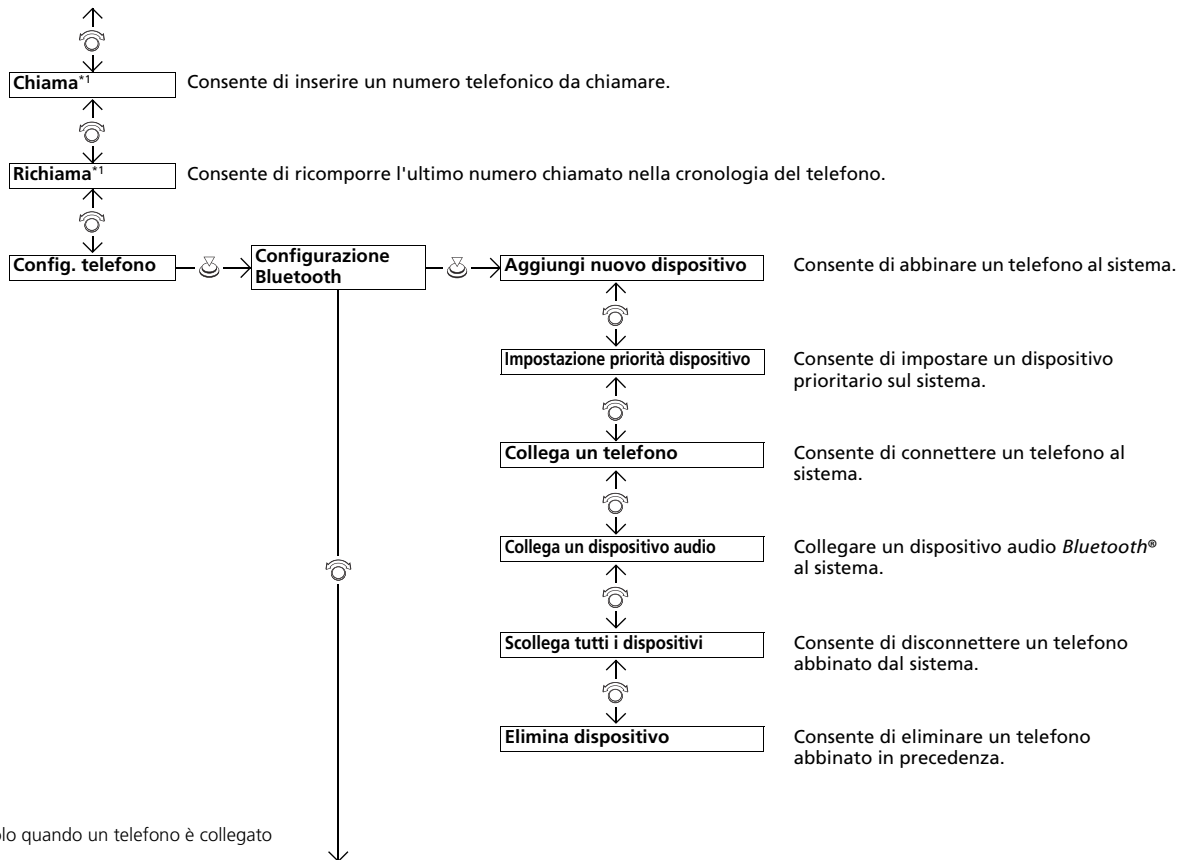 Chiama*1
Consente di inserire un numero telefonico da chiamare.
Richiama*1
Consente di ricomporre l'ultimo numero chiamato nella cronologia del telefono.
Config. telefono
Configurazione
Bluetooth
Aggiungi nuovo dispositivo
Consente di abbinare un telefono al sistema.
Impostazione priorità dispositivo
Consente di impostare un dispositivo
prioritario sul sistema.
Collega un telefono
Consente di connettere un telefono al
sistema.
Collega un dispositivo audio
Collegare un dispositivo audio Bluetooth®
al sistema.
Scollega tutti i dispositivi
Consente di disconnettere un telefono
abbinato dal sistema.
Elimina dispositivo
Consente di eliminare un telefono
abbinato in precedenza.
quando un telefono è collegato